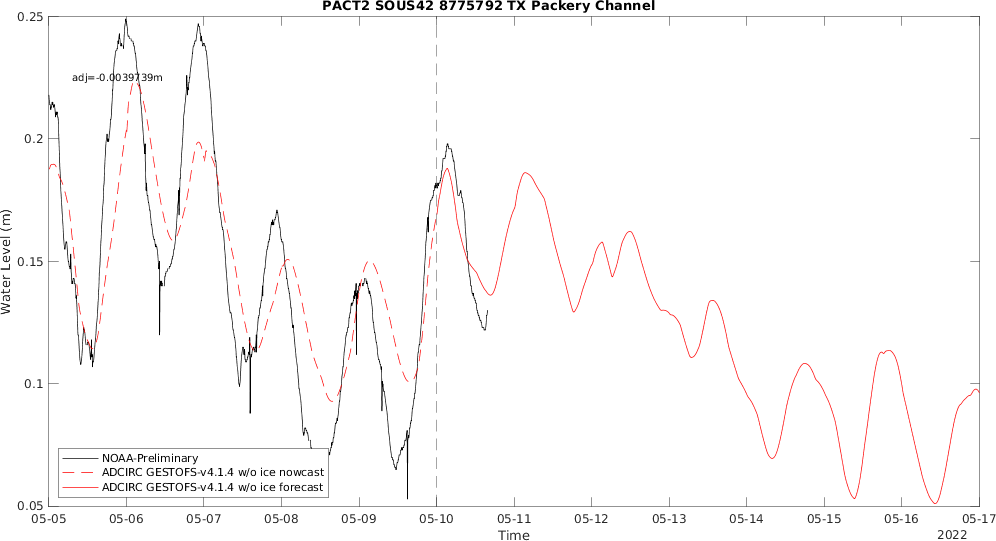 PACT2 SOUS42 8775792 TX Packery Channel
0.25
adj=-0.0039739m
0.2
0.15
0.1
0.05
Water Level (m)
NOAA-Preliminary
ADCIRC GESTOFS-v4.1.4 w/o ice nowcast
ADCIRC GESTOFS-v4.1.4 w/o ice forecast
05-05 05-06 05-07 05-08 05-09 05-10 05-11 05-12 05-13 05-14 05-15 05-16 05-17
Time
2022